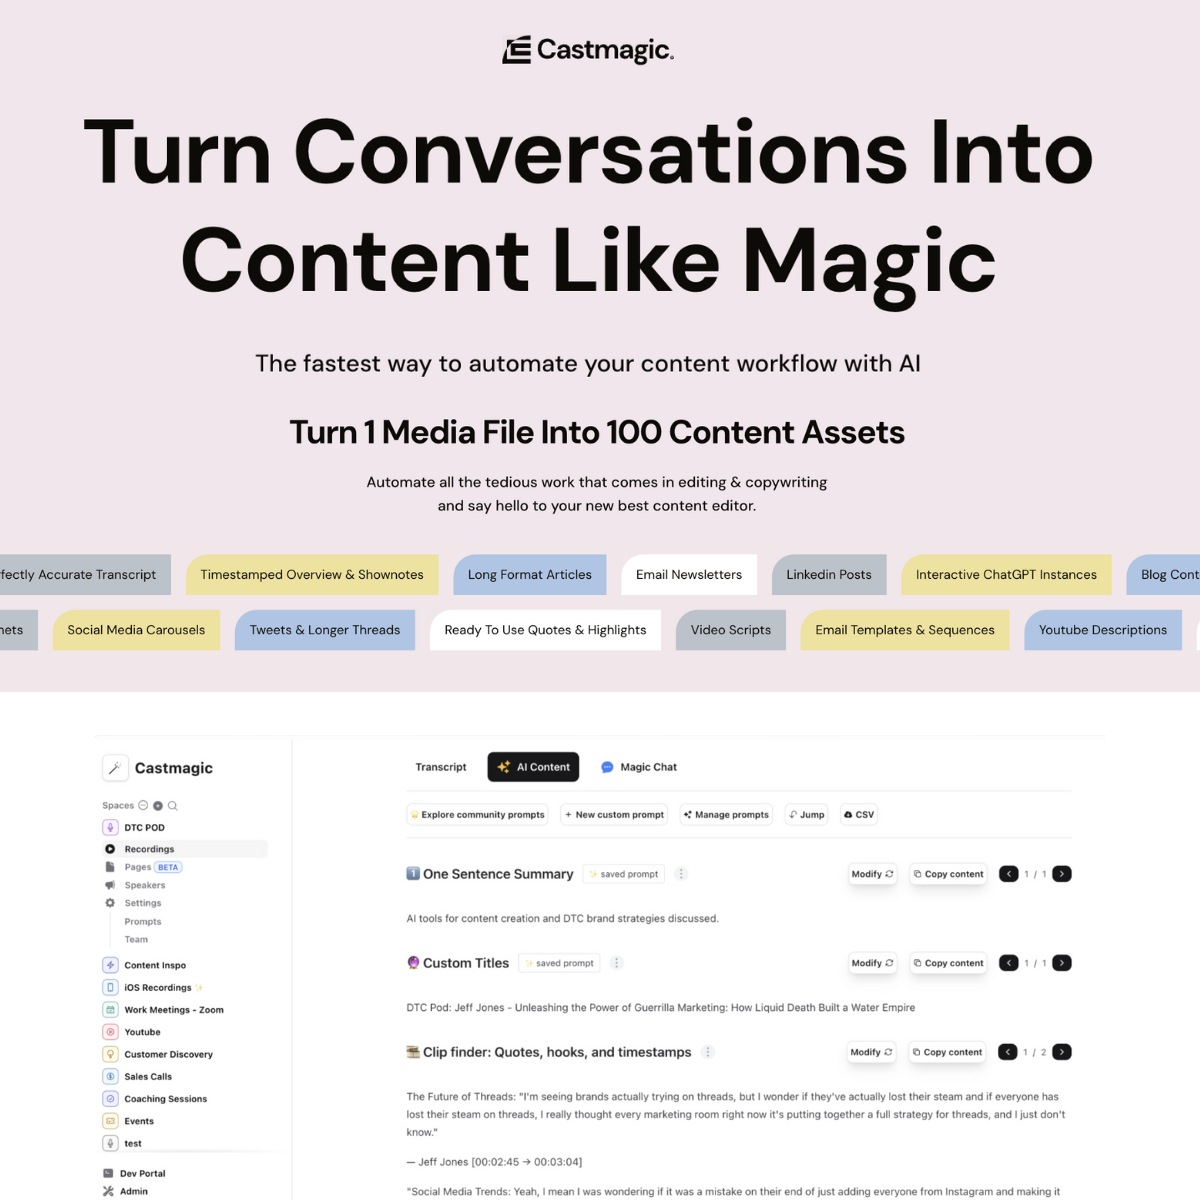 Castmagic
Turn Conversations Into
Content Like Magic
The fastest way to automate your content workflow with AI
Turn 1 Media File Into 100 Content Assets
Automate all the tedious work that comes in editing & copywriting
and say hello to your new best content editor.
Accurate Transcript
Timestamped Overview & Shownotes
Long Format Articles
Email Newsletters
Linkedin Posts
Interactive ChatGPT Instances
Blog Cont
Social Media Carousels
Tweets & Longer Threads
Ready To Use Quotes & Highlights
Video Scripts
Email Templates & Sequences
Youtube Descriptions
Castmagic
Spaces
DTC POD
Recordings
Pages BETA
Speakers
Settings
Prompts
Team
Content Inspo
iOS Recordings
Work Meetings - Zoom
Youtube
Customer Discovery
Sales Calls
Coaching Sessions
Events
test
Dev Portal
Admin
Transcript
AI Content
Magic Chat
Explore community prompts
+ New custom prompt
Manage prompts
Jump
CSV
1 One Sentence Summary
saved prompt
Modify
Copy content
1 / 1
AI tools for content creation and DTC brand strategies discussed.
Custom Titles
saved prompt
Modify
Copy content
1 / 1
DTC Pod: Jeff Jones - Unleashing the Power of Guerrilla Marketing: How Liquid Death Built a Water Empire
Clip finder: Quotes, hooks, and timestamps
Modify
Copy content
1 / 2
The Future of Threads: "I'm seeing brands actually trying on threads, but I wonder if they've actually lost their steam and if everyone has
lost their steam on threads, I really thought every marketing room right now it's putting together a full strategy for threads, and I just don't
know."
— Jeff Jones [00:02:45 → 00:03:04]
"Social Media Trends: Yeah, I mean I was wondering if it was a mistake on their end of just adding everyone from Instagram and making it